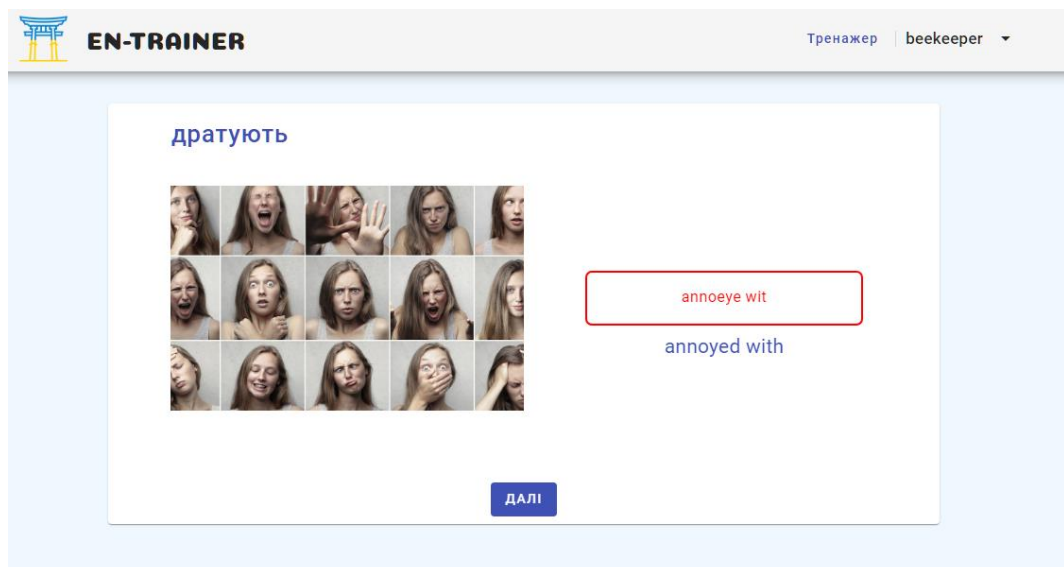 EN-TRAINER
Тренажер beekeeper
дратують
annoeye wit
annoyed with
ДАЛІ